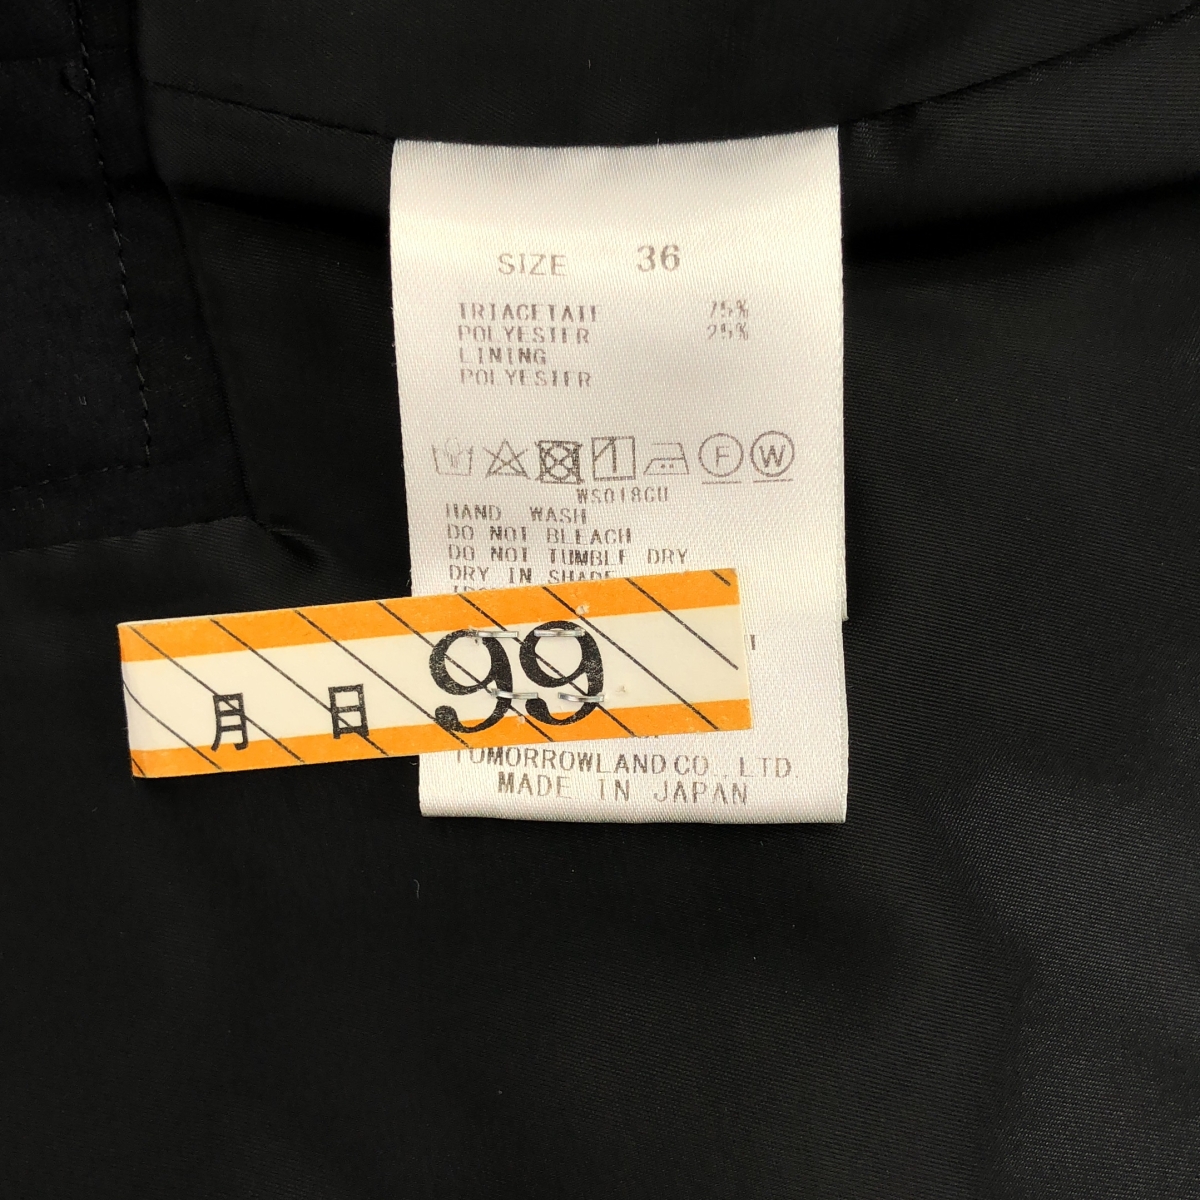 SIZE 36
TRIACETATE 75%
POLYESTER 25%
LINING
POLYESTER
F W
WS018GU
HAND WASH
DO NOT BLEACH
DO NOT TUMBLE DRY
DRY IN SHADE
月 日 99
TOMORROWLAND CO., LTD.
MADE IN JAPAN